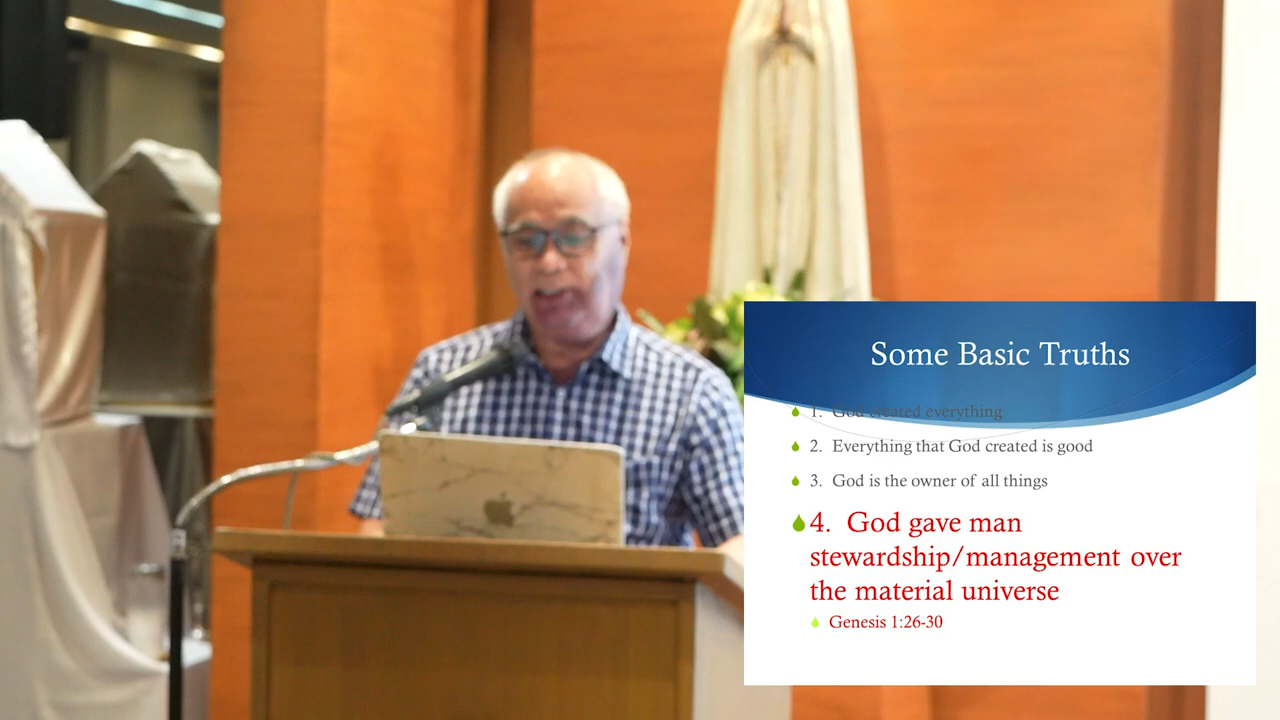 Some Basic Truths
1. God created everything
2. Everything that God created is good
3. God is the owner of all things
4. God gave man
stewardship/management over
the material universe
Genesis 1:26-30